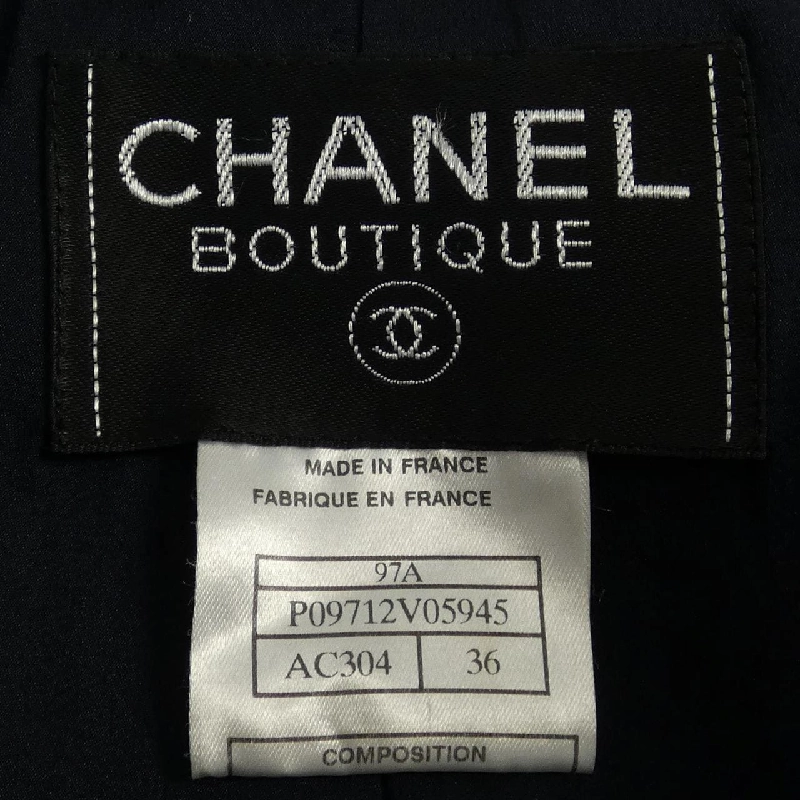 CHANEL
BOUTIQUE
MADE IN FRANCE
FABRIQUE EN FRANCE
97A
P09712V05945
AC304 36
COMPOSITION